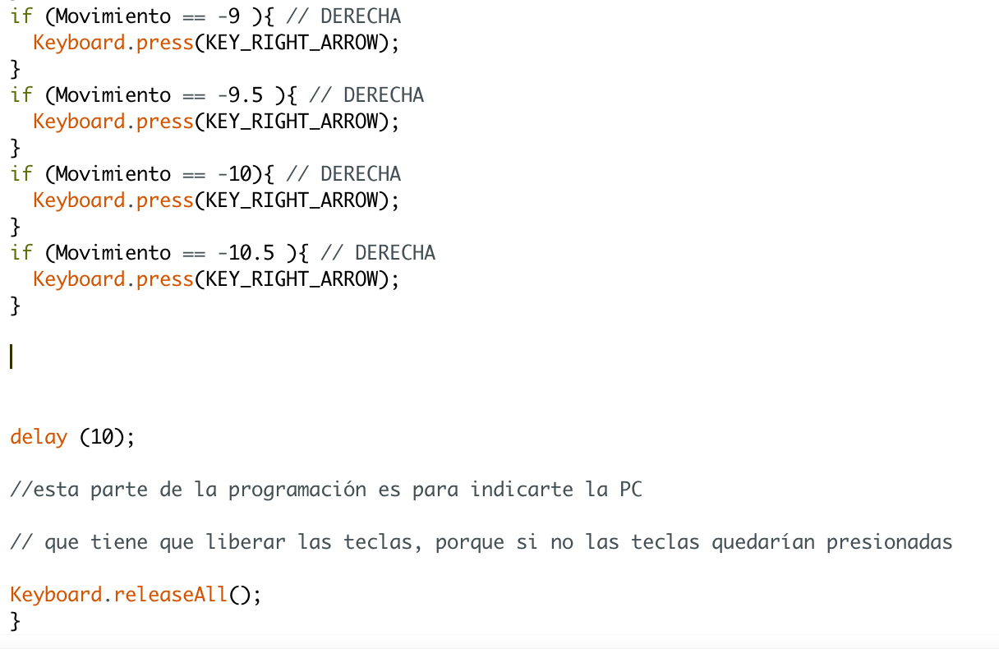 if (Movimiento == -9 ){ // DERECHA
  Keyboard.press(KEY_RIGHT_ARROW);
}
if (Movimiento == -9.5 ){ // DERECHA
  Keyboard.press(KEY_RIGHT_ARROW);
}
if (Movimiento == -10){ // DERECHA
  Keyboard.press(KEY_RIGHT_ARROW);
}
if (Movimiento == -10.5 ){ // DERECHA
  Keyboard.press(KEY_RIGHT_ARROW);
}
delay (10);
//esta parte de la programación es para indicarte la PC
// que tiene que liberar las teclas, porque si no las teclas quedarían presionadas
Keyboard.releaseAll();
}